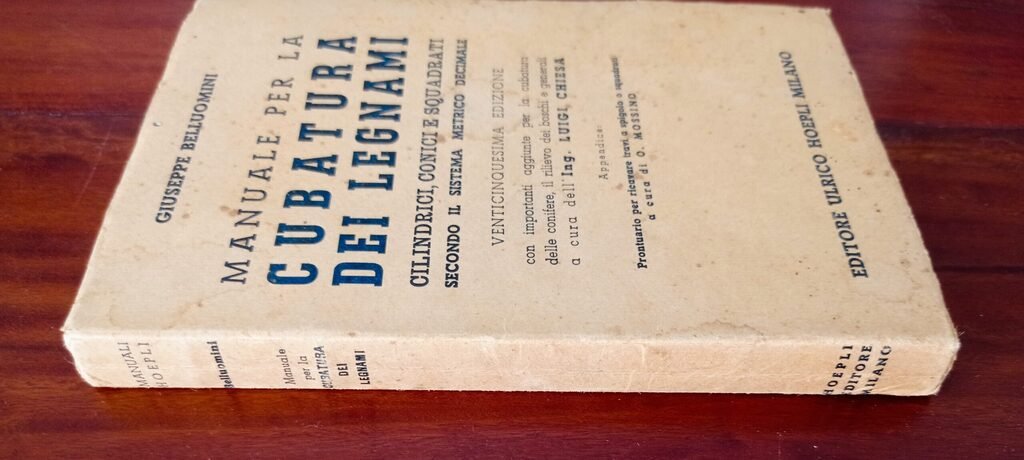 GIUSEPPE BELLUOMINI
MANUALE PER LA
CUBATURA
DEI LEGNAMI
CILINDRICI, CONICI E SQUADRATI
SECONDO IL SISTEMA METRICO DECIMALE
VENTICINQUESIMA EDIZIONE
con importanti aggiunte per la cubatura
delle conifere, il rilievo dei boschi e generali
a cura dell'Ing. LUIGI CHIESA
Appendice:
Prontuario per ricavare travi a spigolo o squadrati
a cura di O. MOSSINO
EDITORE ULRICO HOEPLI MILANO
MANUALI
HOEPLI
Belluomini
Manuale
per la
CUBATURA
DEI
LEGNAMI
HOEPLI
EDITORE
MILANO